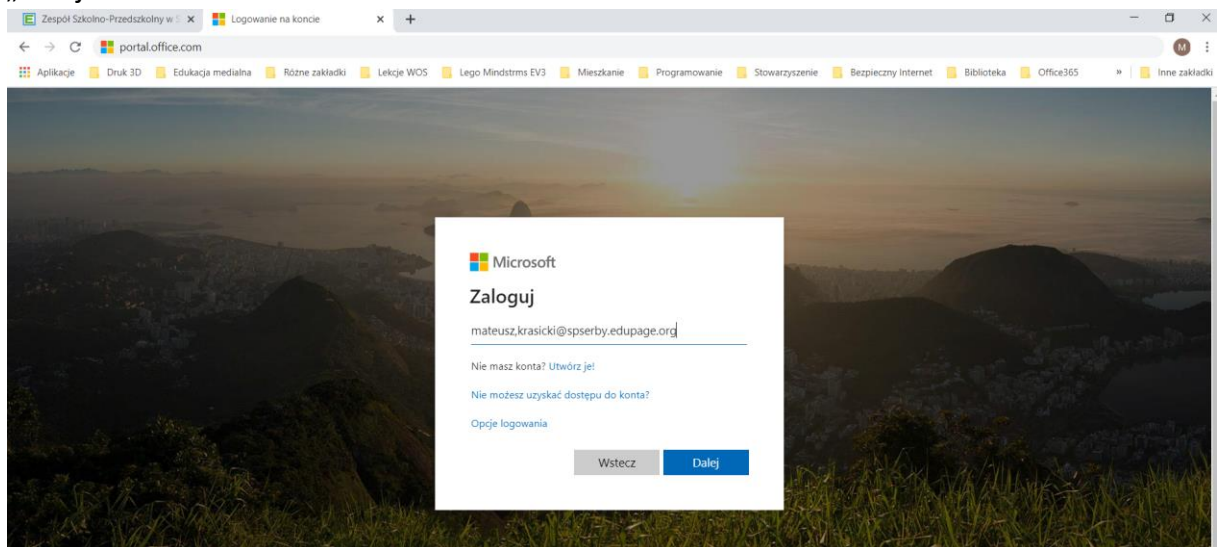 Zespół Szkolno-Przedszkolny w S
Logowanie na koncie
portal.office.com
M
Aplikacje
Druk 3D
Edukacja medialna
Różne zakładki
Lekcje WOS
Lego Mindstrms EV3
Mieszkanie
Programowanie
Stowarzyszenie
Bezpieczny Internet
Biblioteka
Office365
»
Inne zakładki
Microsoft
Zaloguj
mateusz,krasicki@spserby.edupage.org
Nie masz konta? Utwórz je!
Nie możesz uzyskać dostępu do konta?
Opcje logowania
Wstecz
Dalej